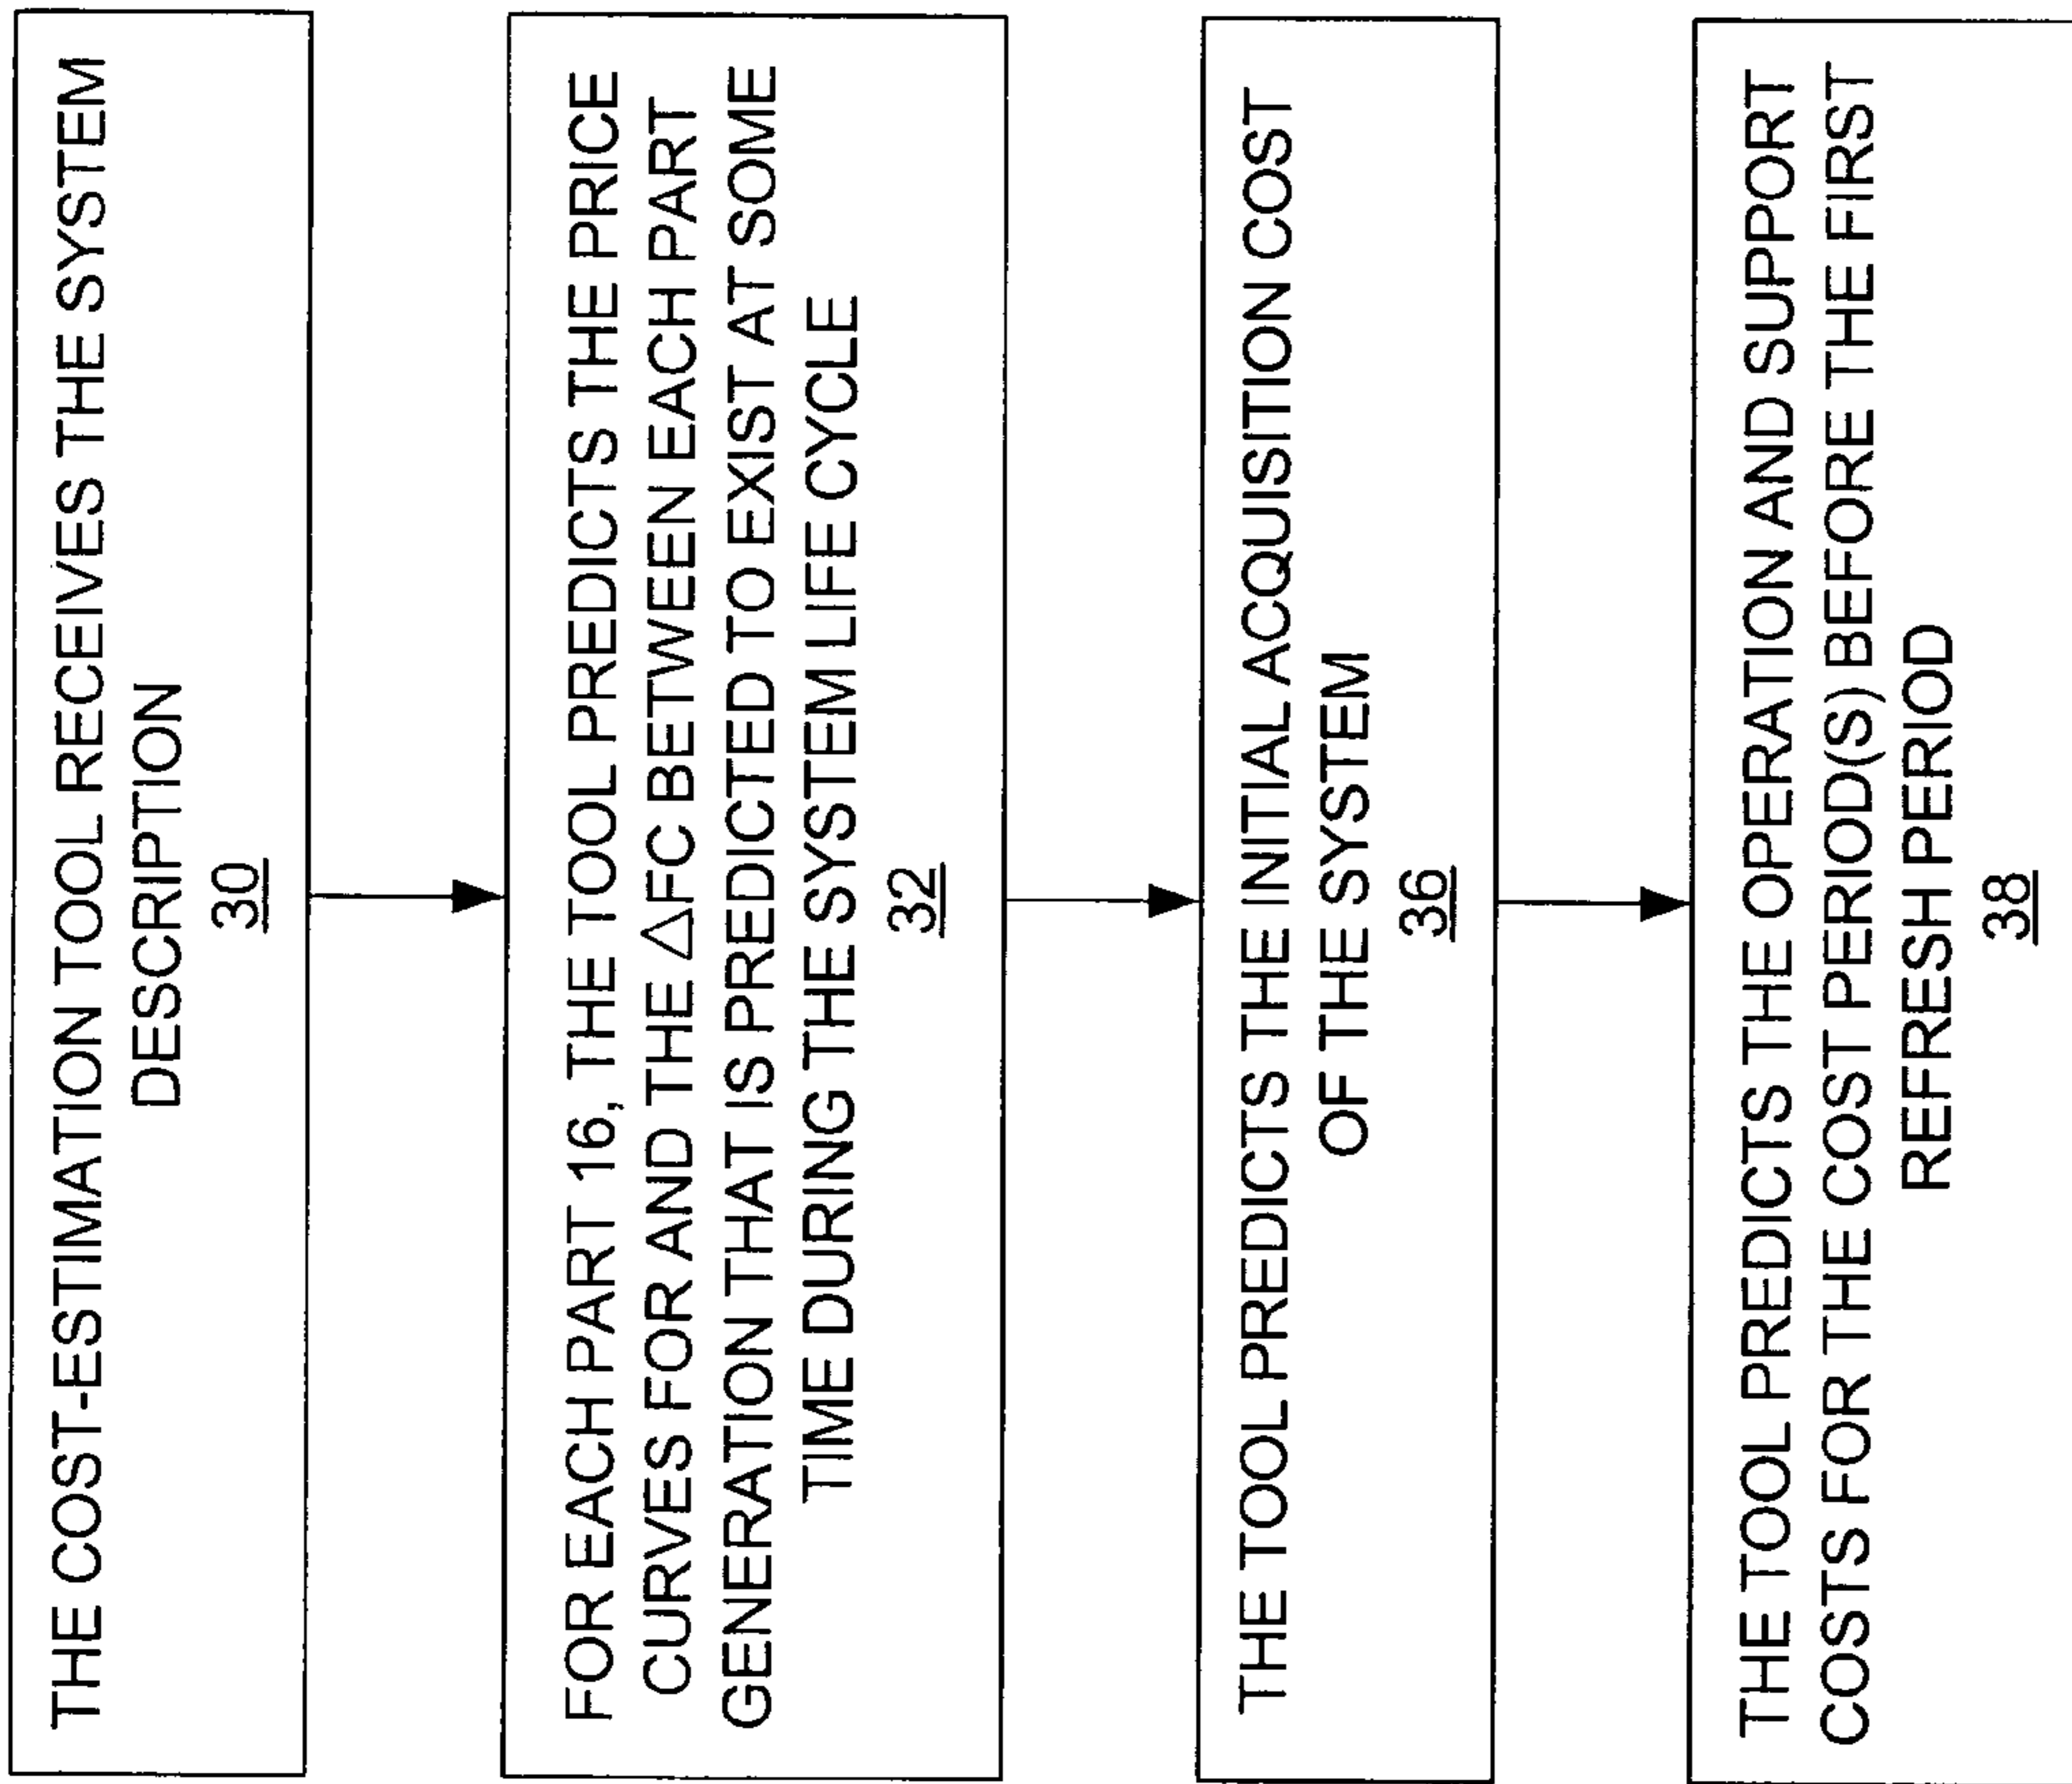 THE COST-ESTIMATION TOOL RECEIVES THE SYSTEM
DESCRIPTION
30
FOR EACH PART 16, THE TOOL PREDICTS THE PRICE
CURVES FOR AND THE △FC BETWEEN EACH PART
GENERATION THAT IS PREDICTED TO EXIST AT SOME
TIME DURING THE SYSTEM LIFE CYCLE
32
THE TOOL PREDICTS THE INITIAL ACQUISITION COST
OF THE SYSTEM
36
THE TOOL PREDICTS THE OPERATION AND SUPPORT
COSTS FOR THE COST PERIOD(S) BEFORE THE FIRST
REFRESH PERIOD
38